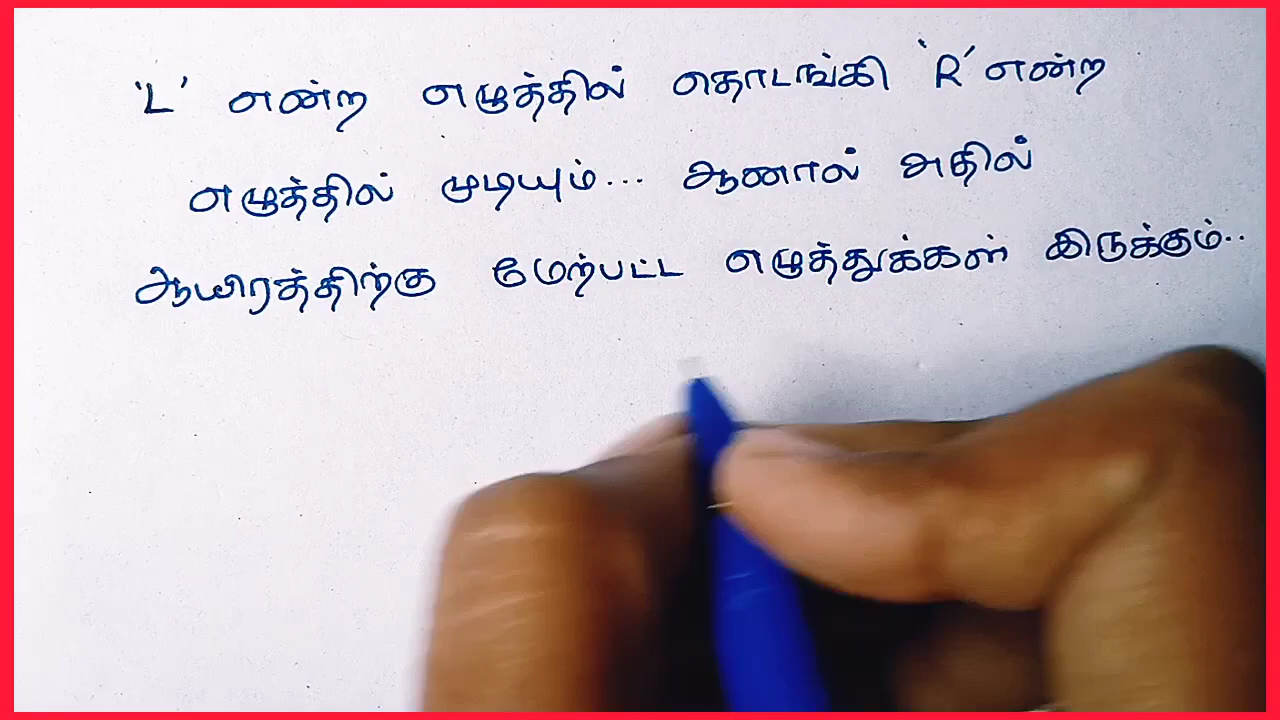 'L' என்ற எழுத்தில் தொடங்கி 'R' என்ற
எழுத்தில் முடியும்... ஆனால் அதில்
ஆயிரத்திற்கு மேற்பட்ட எழுத்துக்கள் இருக்கும்..